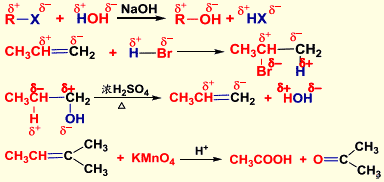 δ⁺ δ⁻ δ⁺ δ⁻ NaOH δ⁺ δ⁻ δ⁺ δ⁻
R—X + HOH → R—OH + HX
δ⁺ δ⁻ δ⁺ δ⁻ δ⁺ δ⁻
CH₃CH=CH₂ + H—Br → CH₃CH—CH₂
Br δ⁻ H δ⁺
δ⁻ δ⁺ 浓H₂SO₄ δ⁺ δ⁻ δ⁺ δ⁻
CH₃CH—CH₂ → CH₃CH=CH₂ + HOH
H OH △
δ⁺ δ⁻
CH₃ H⁺ CH₃
CH₃CH= + KMnO₄ → CH₃COOH + O=
CH₃ CH₃